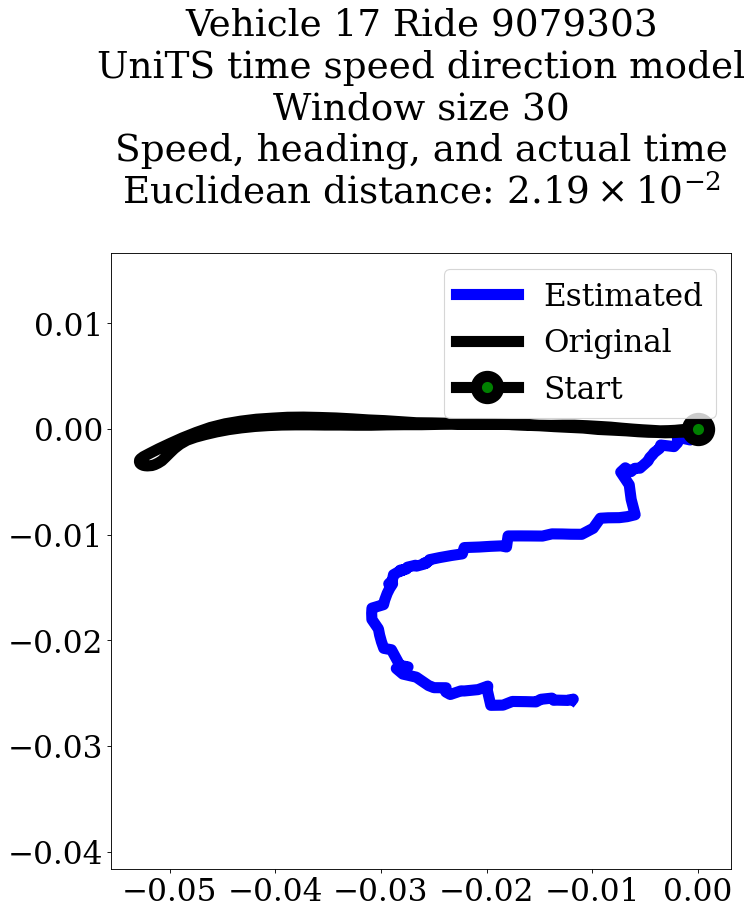 Vehicle 17 Ride 9079303
UniTS time speed direction model
Window size 30
Speed, heading, and actual time
Euclidean distance: 2.19 × 10⁻²
Estimated
Original
Start
0.01
0.00
−0.01
−0.02
−0.03
−0.04
−0.05 −0.04 −0.03 −0.02 −0.01 0.00